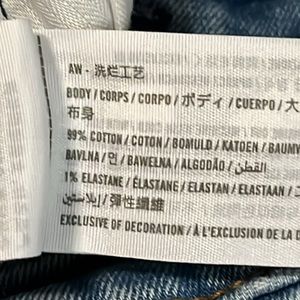 AW - 洗烂工艺
BODY / CORPS / CORPO / ボディ / CUERPO / 大
布身
99% COTTON / COTON / BOMULD / KATOEN / BAUMW
BAVLNA / 면 / BAWEŁNA / ALGODÃO / القطن /
1% ELASTANE / ÉLASTANE / ELASTAN / ELASTAAN /
إيلاستين / 彈性纖維
EXCLUSIVE OF DECORATION / À L'EXCLUSION DE LA D